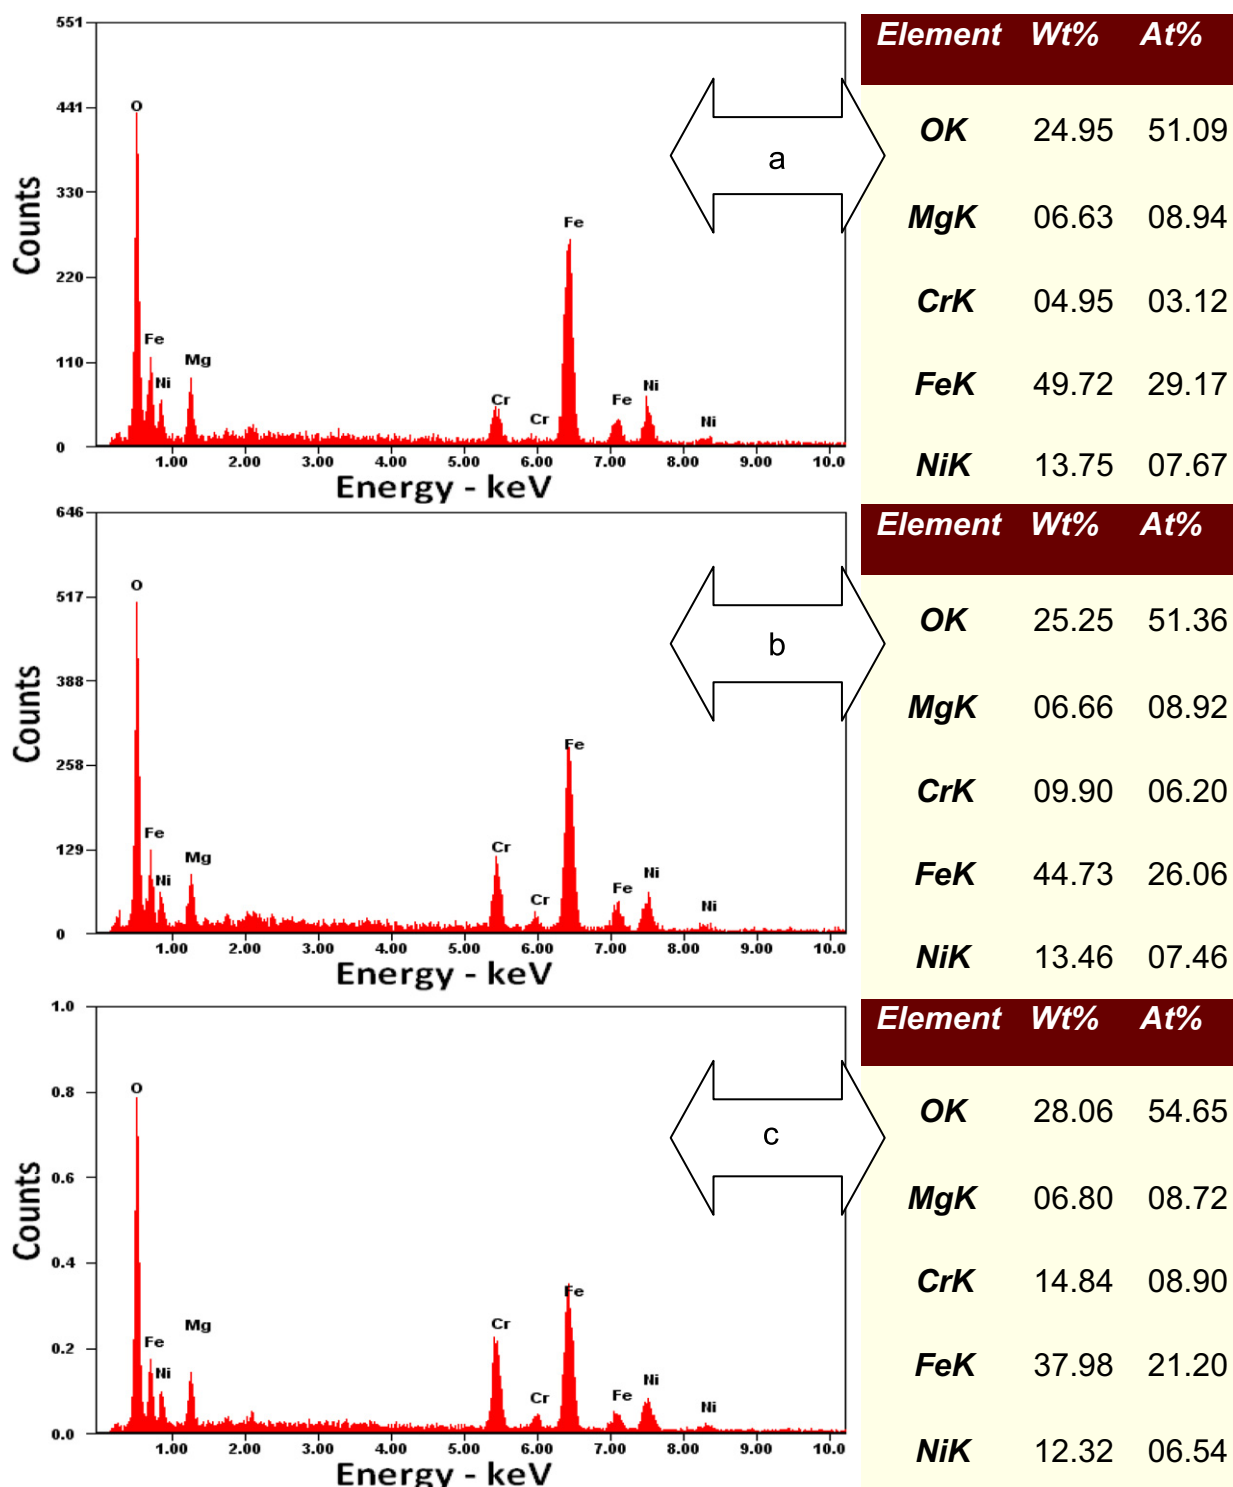 551
441
330
220
110
0
Counts
O
Fe
Ni
Mg
Cr
Cr
Fe
Fe
Ni
Ni
1.00 2.00 3.00 4.00 5.00 6.00 7.00 8.00 9.00 10.0
Energy - keV
a
Element Wt% At%
OK 24.95 51.09
MgK 06.63 08.94
CrK 04.95 03.12
FeK 49.72 29.17
NiK 13.75 07.67
646
517
388
258
129
0
Counts
O
Fe
Ni
Mg
Cr
Cr
Fe
Fe
Ni
Ni
1.00 2.00 3.00 4.00 5.00 6.00 7.00 8.00 9.00 10.0
Energy - keV
b
Element Wt% At%
OK 25.25 51.36
MgK 06.66 08.92
CrK 09.90 06.20
FeK 44.73 26.06
NiK 13.46 07.46
1.0
0.8
0.6
0.4
0.2
0.0
Counts
O
Fe
Ni
Mg
Cr
Cr
Fe
Fe
Ni
Ni
1.00 2.00 3.00 4.00 5.00 6.00 7.00 8.00 9.00 10.0
Energy - keV
c
Element Wt% At%
OK 28.06 54.65
MgK 06.80 08.72
CrK 14.84 08.90
FeK 37.98 21.20
NiK 12.32 06.54